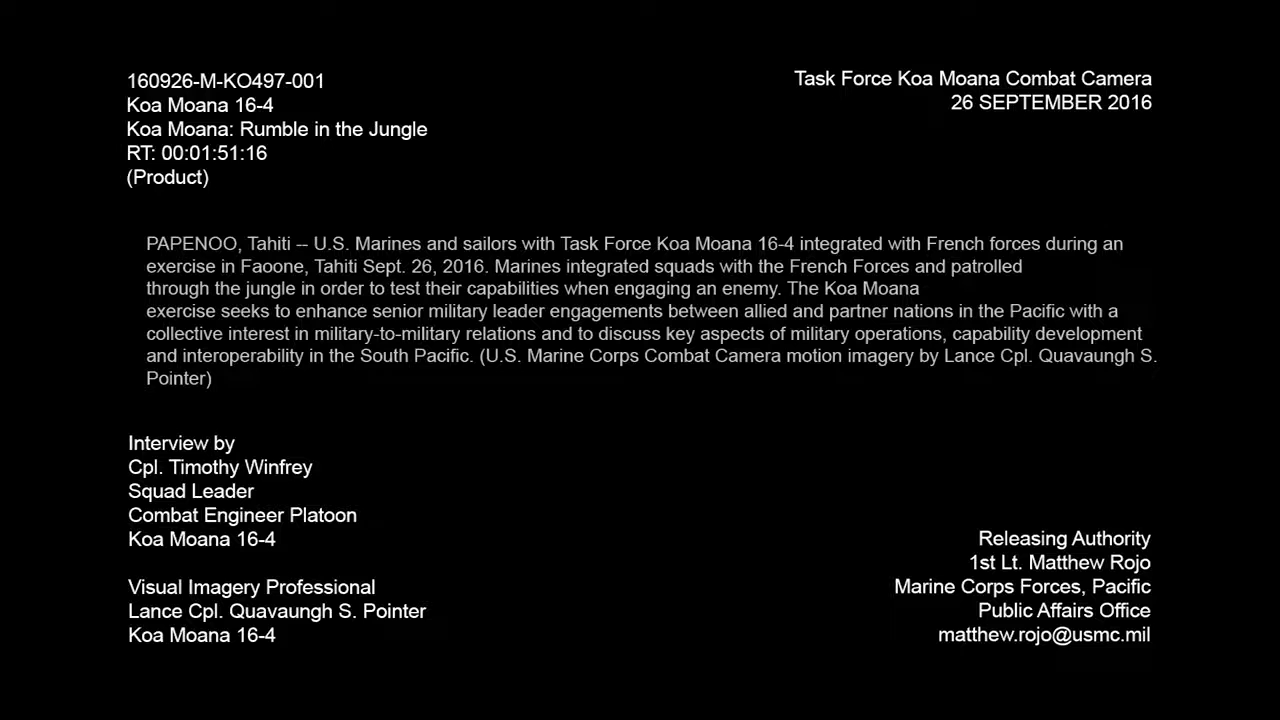 160926-M-KO497-001
Koa Moana 16-4
Koa Moana: Rumble in the Jungle
RT: 00:01:51:16
(Product)
Task Force Koa Moana Combat Camera
26 SEPTEMBER 2016
PAPENOO, Tahiti -- U.S. Marines and sailors with Task Force Koa Moana 16-4 integrated with French forces during an
exercise in Faoone, Tahiti Sept. 26, 2016. Marines integrated squads with the French Forces and patrolled
through the jungle in order to test their capabilities when engaging an enemy. The Koa Moana
exercise seeks to enhance senior military leader engagements between allied and partner nations in the Pacific with a
collective interest in military-to-military relations and to discuss key aspects of military operations, capability development
and interoperability in the South Pacific. (U.S. Marine Corps Combat Camera motion imagery by Lance Cpl. Quavaungh S.
Pointer)
Interview by
Cpl. Timothy Winfrey
Squad Leader
Combat Engineer Platoon
Koa Moana 16-4
Visual Imagery Professional
Lance Cpl. Quavaungh S. Pointer
Koa Moana 16-4
Releasing Authority
1st Lt. Matthew Rojo
Marine Corps Forces, Pacific
Public Affairs Office
matthew.rojo@usmc.mil